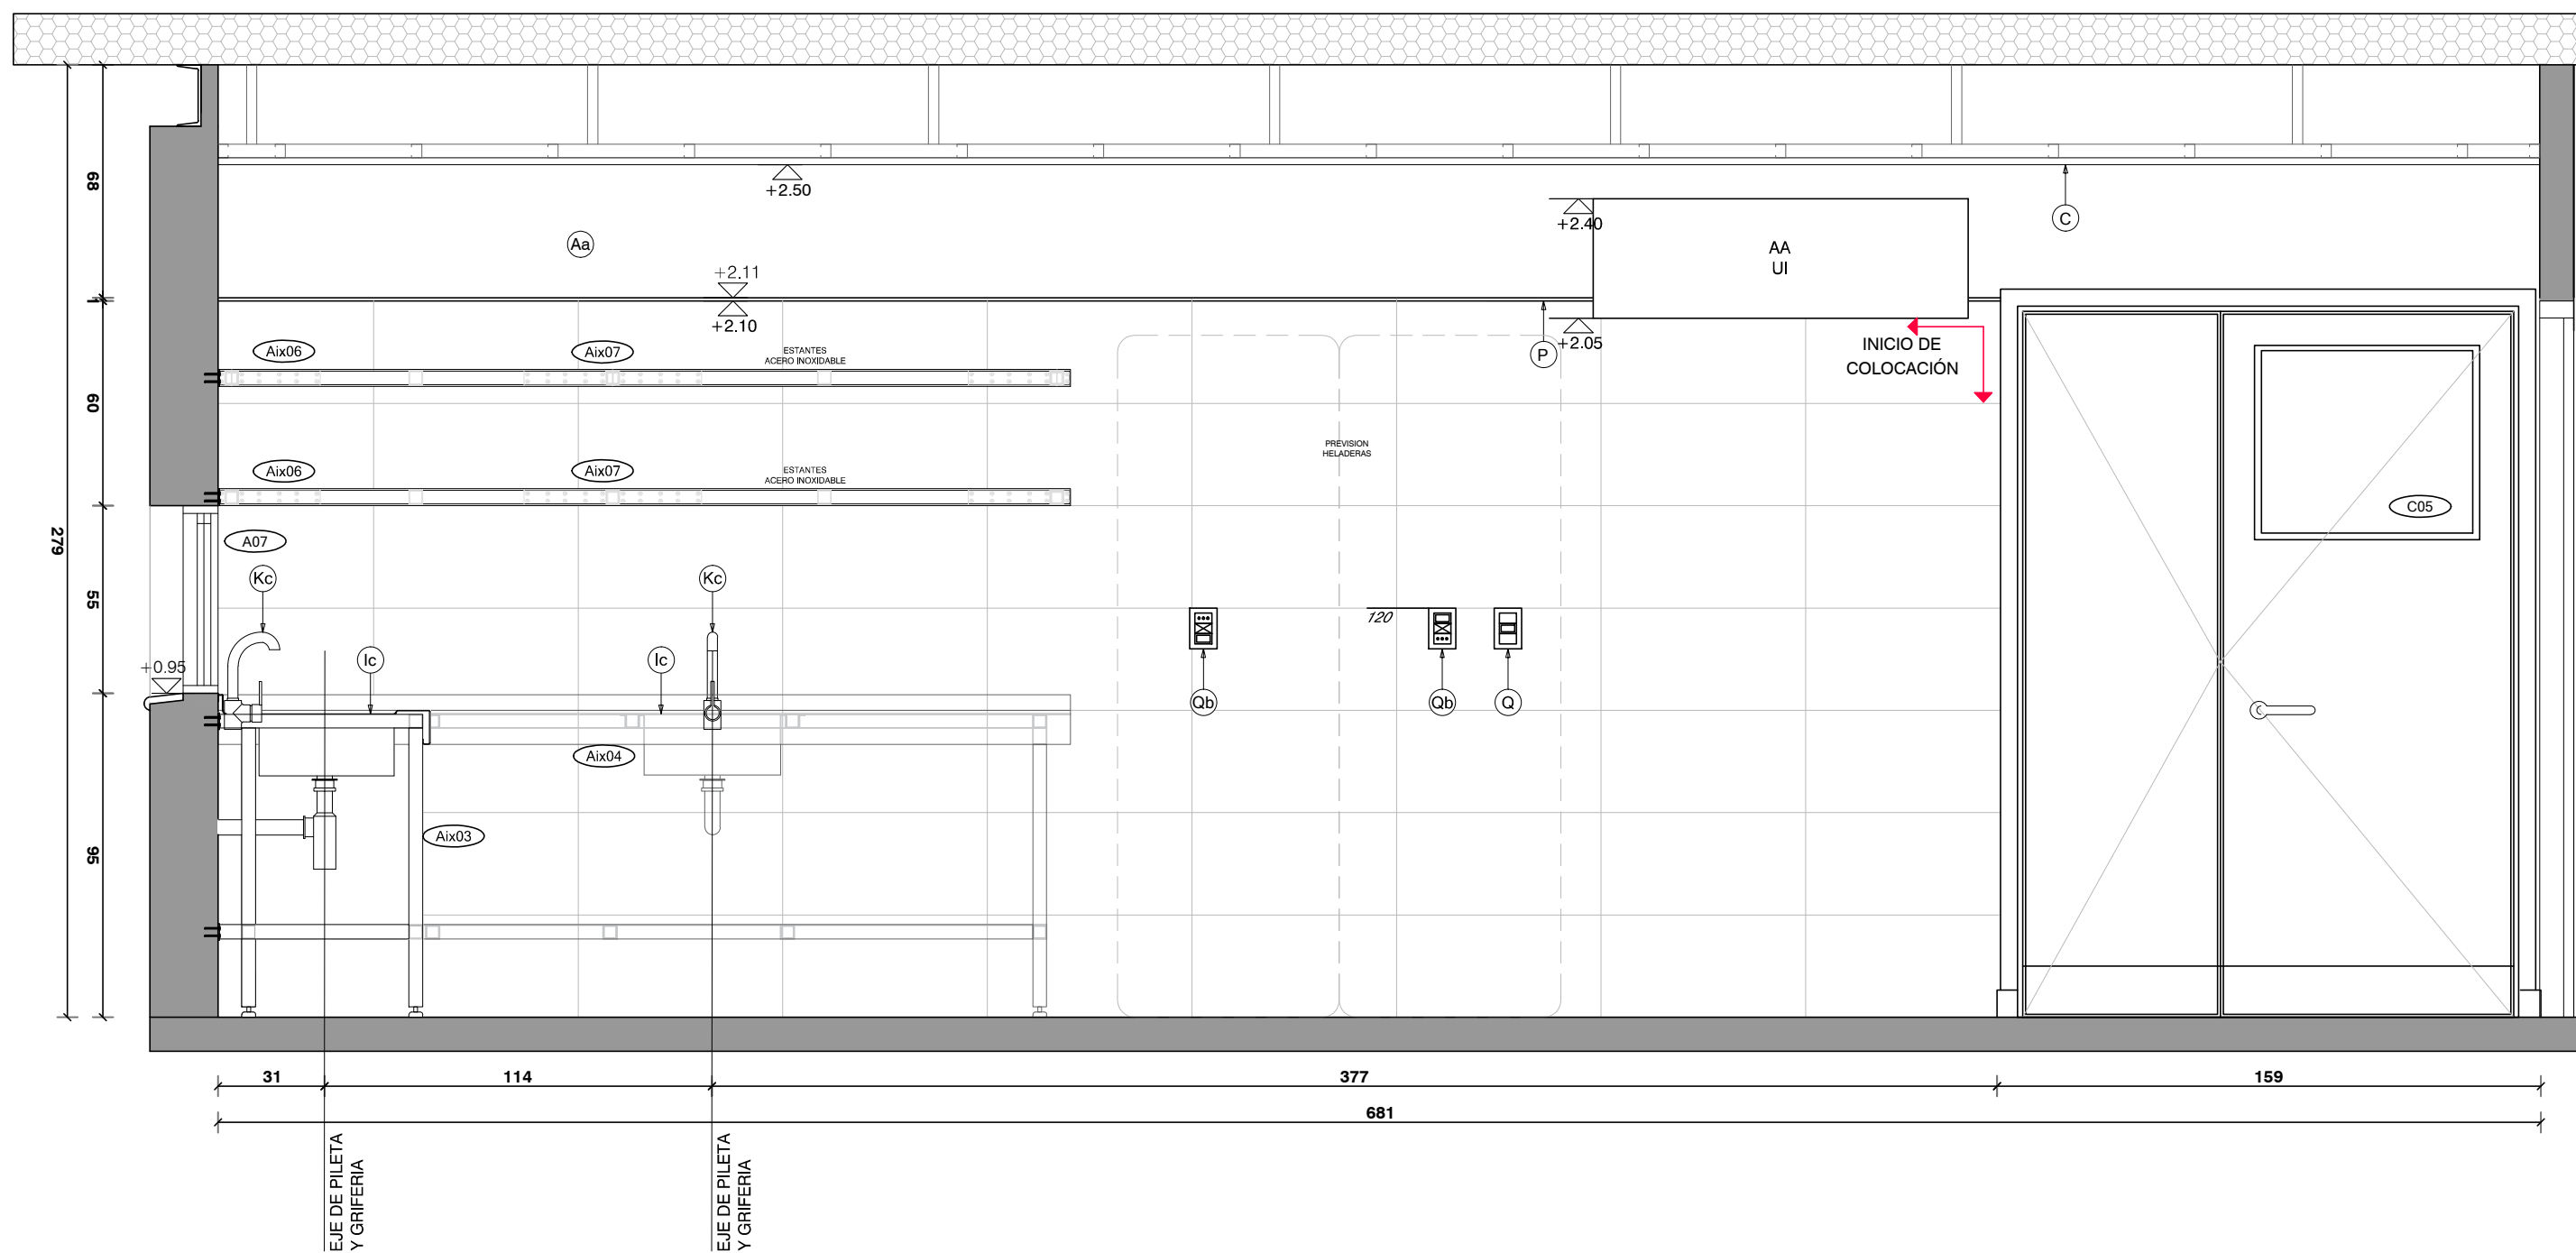 +2.50
+2.40
C
AA
UI
Aa
68
+2.11
1
+2.10
+2.05
P
INICIO DE
COLOCACIÓN
Aix06
Aix07
ESTANTES
ACERO INOXIDABLE
60
PREVISION
HELADERAS
Aix06
Aix07
ESTANTES
ACERO INOXIDABLE
C05
279
A07
Kc
Kc
55
120
+0.95
Ic
Ic
Qb
Qb
Q
Aix04
Aix03
95
31
114
377
159
681
EJE DE PILETA
Y GRIFERIA
EJE DE PILETA
Y GRIFERIA